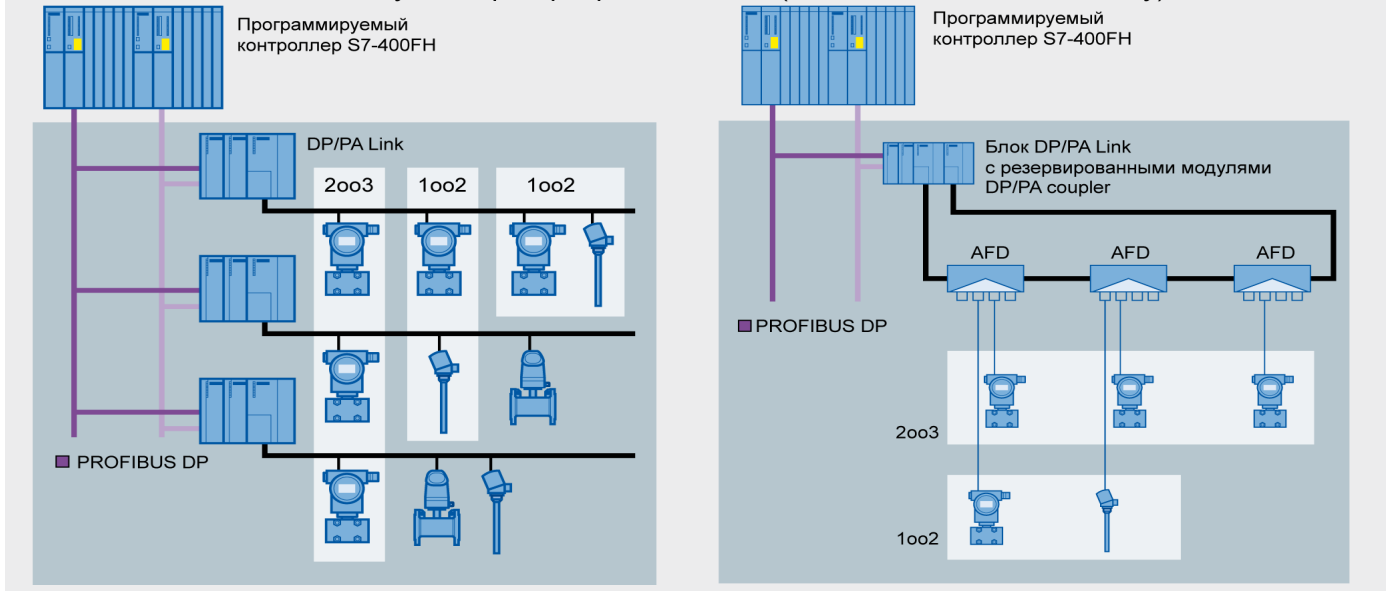 Программируемый
контроллер S7-400FH
DP/PA Link
2oo3
1oo2
1oo2
PROFIBUS DP
Программируемый
контроллер S7-400FH
Блок DP/PA Link
с резервированными модулями
DP/PA coupler
AFD
AFD
AFD
PROFIBUS DP
2oo3
1oo2